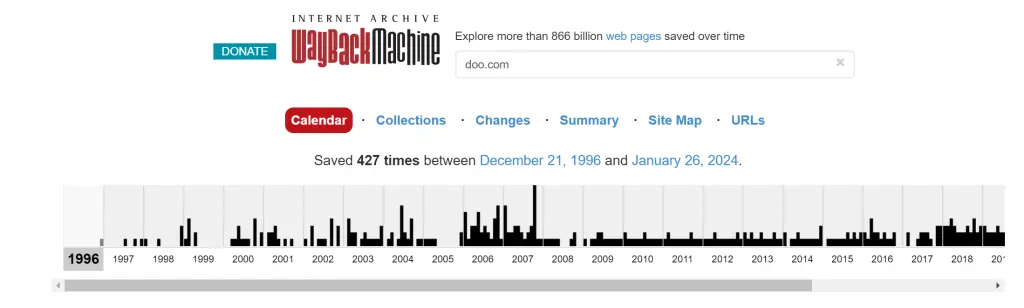 INTERNET ARCHIVE
WayBackMachine
DONATE
Explore more than 866 billion web pages saved over time
doo.com ×
Calendar · Collections · Changes · Summary · Site Map · URLs
Saved 427 times between December 21, 1996 and January 26, 2024.
1996 1997 1998 1999 2000 2001 2002 2003 2004 2005 2006 2007 2008 2009 2010 2011 2012 2013 2014 2015 2016 2017 2018 201